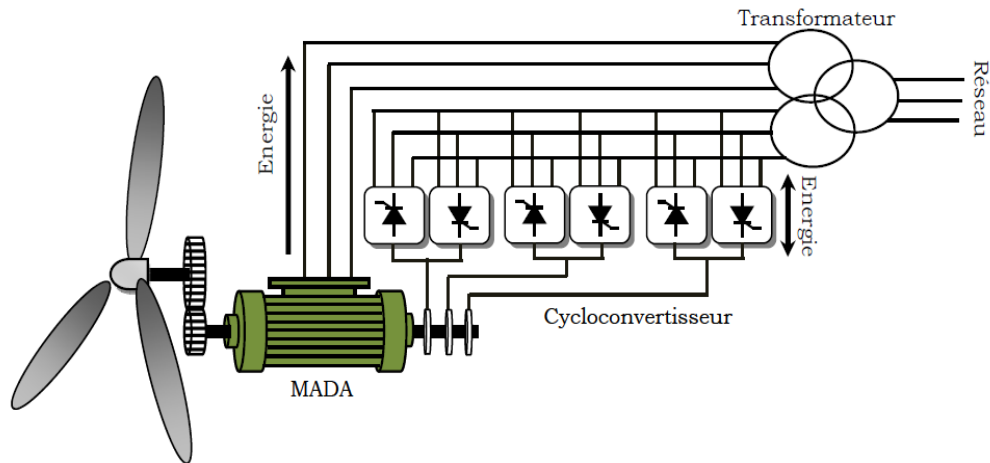 Transformateur
Réseau
Energie
Energie
Cycloconvertisseur
MADA